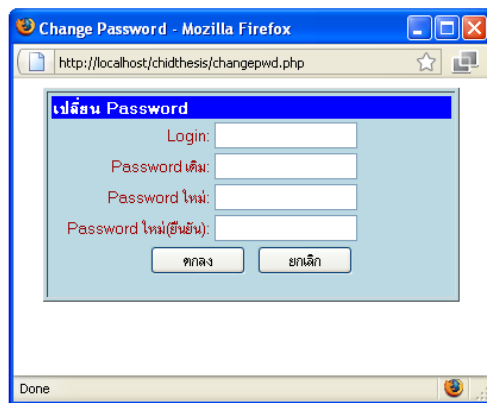 Change Password - Mozilla Firefox
http://localhost/chidthesis/changepwd.php
เปลี่ยน Password
Login:
Password เดิม:
Password ใหม่:
Password ใหม่(ยืนยัน):
ตกลง ยกเลิก
Done